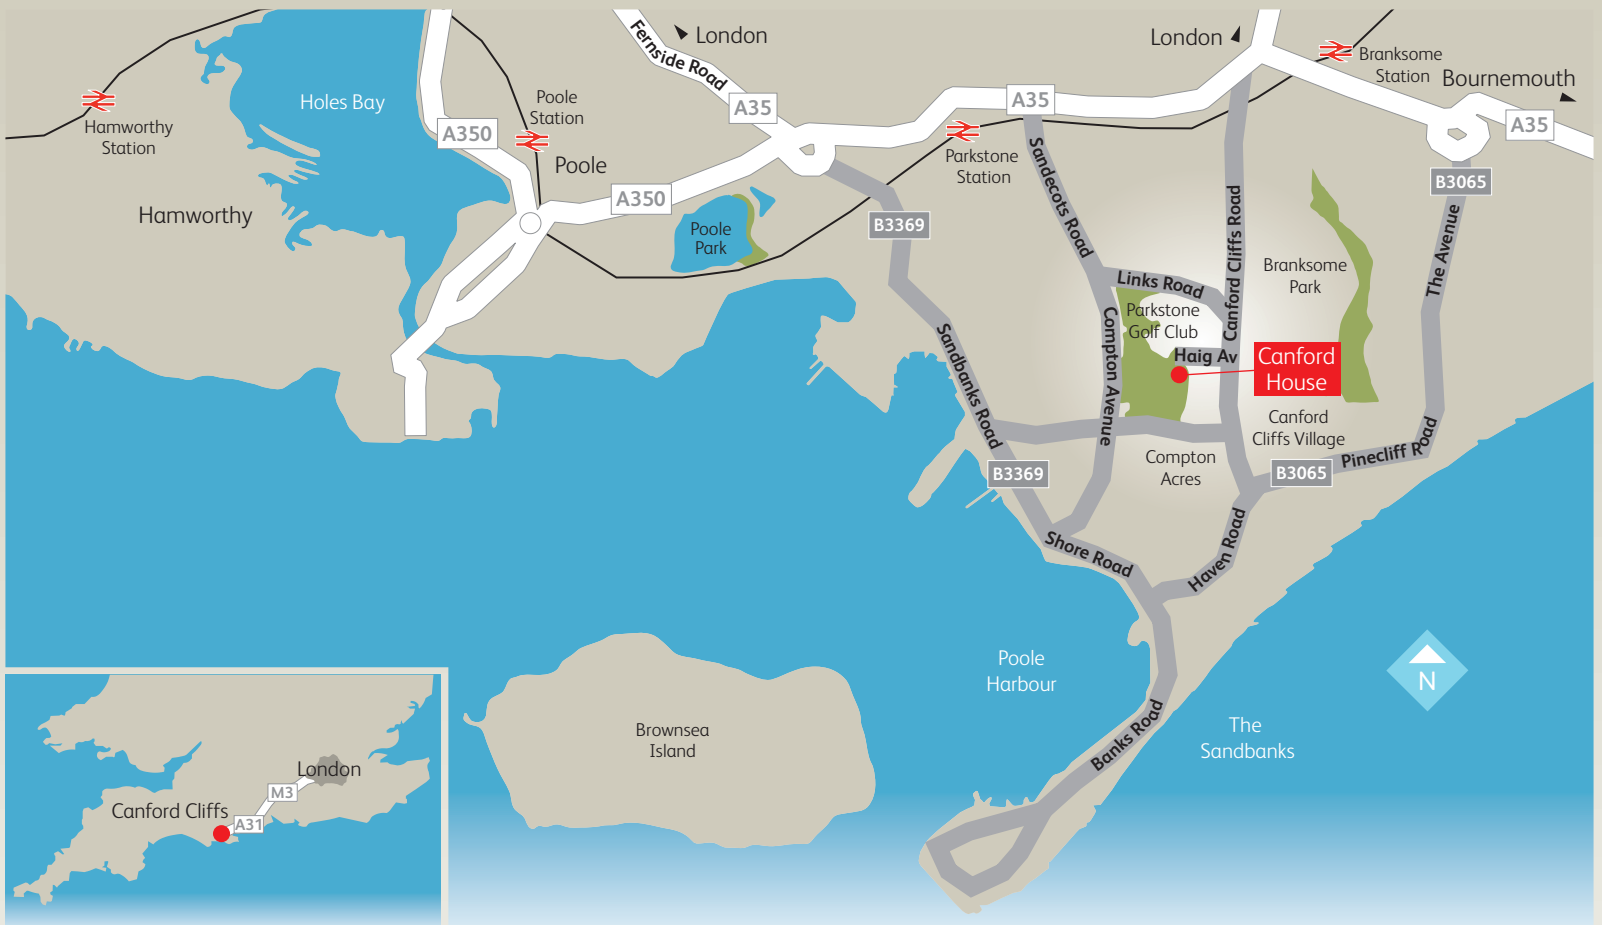 London
London
Fernside Road
Branksome
Station
Bournemouth
Holes Bay
Poole
Station
A35
A35
A35
Hamworthy
Station
A350
Poole
Parkstone
Station
Sandecots Road
B3065
Hamworthy
A350
Poole
Park
B3369
Canford Cliffs Road
The Avenue
Branksome
Park
Links Road
Parkstone
Golf Club
Compton Avenue
Haig Av
Canford
House
Sandbanks Road
Canford
Cliffs Village
Pinecliff Road
Compton
Acres
B3369
B3065
Shore Road
Haven Road
Poole
Harbour
N
Brownsea
Island
The
Sandbanks
Banks Road
London
M3
Canford Cliffs
A31